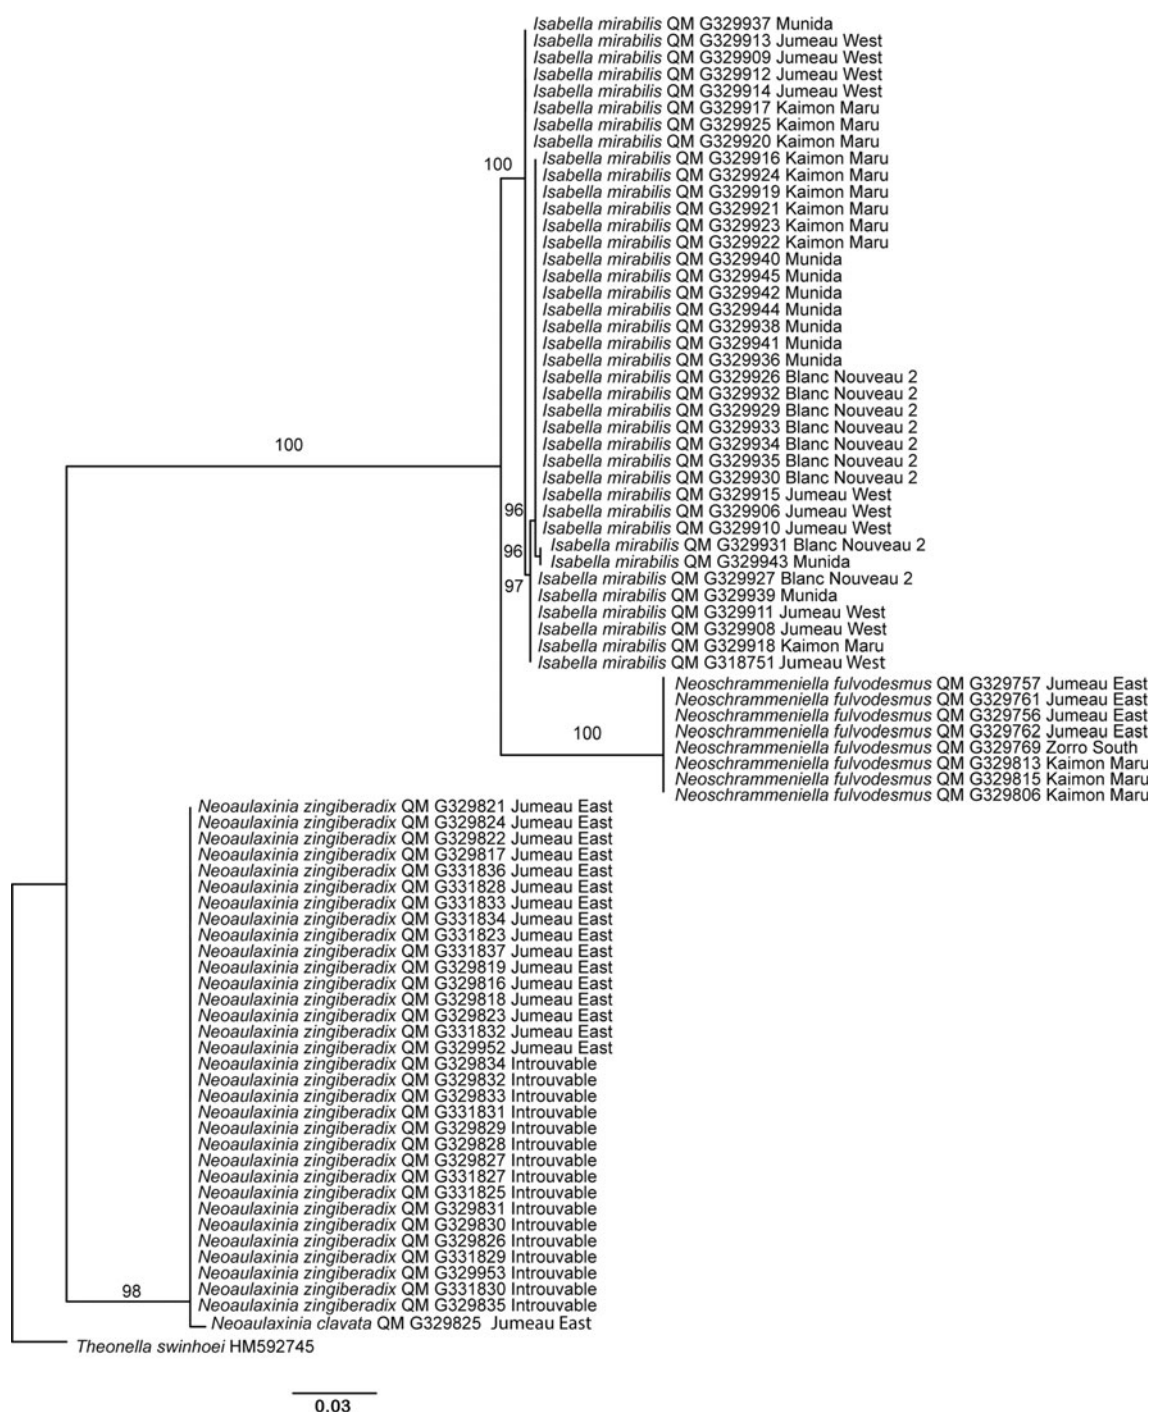 Isabella mirabilis QM G329937 Munida
Isabella mirabilis QM G329913 Jumeau West
Isabella mirabilis QM G329909 Jumeau West
Isabella mirabilis QM G329912 Jumeau West
Isabella mirabilis QM G329914 Jumeau West
Isabella mirabilis QM G329917 Kaimon Maru
Isabella mirabilis QM G329925 Kaimon Maru
Isabella mirabilis QM G329920 Kaimon Maru
100
Isabella mirabilis QM G329916 Kaimon Maru
Isabella mirabilis QM G329924 Kaimon Maru
Isabella mirabilis QM G329919 Kaimon Maru
Isabella mirabilis QM G329921 Kaimon Maru
Isabella mirabilis QM G329923 Kaimon Maru
Isabella mirabilis QM G329922 Kaimon Maru
Isabella mirabilis QM G329940 Munida
Isabella mirabilis QM G329945 Munida
Isabella mirabilis QM G329942 Munida
Isabella mirabilis QM G329944 Munida
Isabella mirabilis QM G329938 Munida
Isabella mirabilis QM G329941 Munida
Isabella mirabilis QM G329936 Munida
Isabella mirabilis QM G329926 Blanc Nouveau 2
Isabella mirabilis QM G329932 Blanc Nouveau 2
Isabella mirabilis QM G329929 Blanc Nouveau 2
Isabella mirabilis QM G329933 Blanc Nouveau 2
100
Isabella mirabilis QM G329934 Blanc Nouveau 2
Isabella mirabilis QM G329935 Blanc Nouveau 2
Isabella mirabilis QM G329930 Blanc Nouveau 2
Isabella mirabilis QM G329915 Jumeau West
96
Isabella mirabilis QM G329906 Jumeau West
Isabella mirabilis QM G329910 Jumeau West
96
Isabella mirabilis QM G329931 Blanc Nouveau 2
Isabella mirabilis QM G329943 Munida
97
Isabella mirabilis QM G329927 Blanc Nouveau 2
Isabella mirabilis QM G329939 Munida
Isabella mirabilis QM G329911 Jumeau West
Isabella mirabilis QM G329908 Jumeau West
Isabella mirabilis QM G329918 Kaimon Maru
Isabella mirabilis QM G318751 Jumeau West
Neoschrammeniella fulvodesmus QM G329757 Jumeau East
Neoschrammeniella fulvodesmus QM G329761 Jumeau East
Neoschrammeniella fulvodesmus QM G329756 Jumeau East
Neoschrammeniella fulvodesmus QM G329762 Jumeau East
100
Neoschrammeniella fulvodesmus QM G329769 Zorro South
Neoschrammeniella fulvodesmus QM G329813 Kaimon Maru
Neoschrammeniella fulvodesmus QM G329815 Kaimon Maru
Neoschrammeniella fulvodesmus QM G329806 Kaimon Maru
Neoaulaxinia zingiberadix QM G329821 Jumeau East
Neoaulaxinia zingiberadix QM G329824 Jumeau East
Neoaulaxinia zingiberadix QM G329822 Jumeau East
Neoaulaxinia zingiberadix QM G329817 Jumeau East
Neoaulaxinia zingiberadix QM G331836 Jumeau East
Neoaulaxinia zingiberadix QM G331828 Jumeau East
Neoaulaxinia zingiberadix QM G331833 Jumeau East
Neoaulaxinia zingiberadix QM G331834 Jumeau East
Neoaulaxinia zingiberadix QM G331823 Jumeau East
Neoaulaxinia zingiberadix QM G331837 Jumeau East
Neoaulaxinia zingiberadix QM G329819 Jumeau East
Neoaulaxinia zingiberadix QM G329816 Jumeau East
Neoaulaxinia zingiberadix QM G329818 Jumeau East
Neoaulaxinia zingiberadix QM G329823 Jumeau East
Neoaulaxinia zingiberadix QM G331832 Jumeau East
Neoaulaxinia zingiberadix QM G329952 Jumeau East
Neoaulaxinia zingiberadix QM G329834 Introuvable
Neoaulaxinia zingiberadix QM G329832 Introuvable
Neoaulaxinia zingiberadix QM G329833 Introuvable
Neoaulaxinia zingiberadix QM G331831 Introuvable
Neoaulaxinia zingiberadix QM G329829 Introuvable
Neoaulaxinia zingiberadix QM G329828 Introuvable
Neoaulaxinia zingiberadix QM G329827 Introuvable
Neoaulaxinia zingiberadix QM G331827 Introuvable
Neoaulaxinia zingiberadix QM G331825 Introuvable
Neoaulaxinia zingiberadix QM G329831 Introuvable
Neoaulaxinia zingiberadix QM G329830 Introuvable
Neoaulaxinia zingiberadix QM G329826 Introuvable
Neoaulaxinia zingiberadix QM G331829 Introuvable
Neoaulaxinia zingiberadix QM G329953 Introuvable
98
Neoaulaxinia zingiberadix QM G331830 Introuvable
Neoaulaxinia zingiberadix QM G329835 Introuvable
Neoaulaxinia clavata QM G329825 Jumeau East
Theonella swinhoei HM592745
0.03